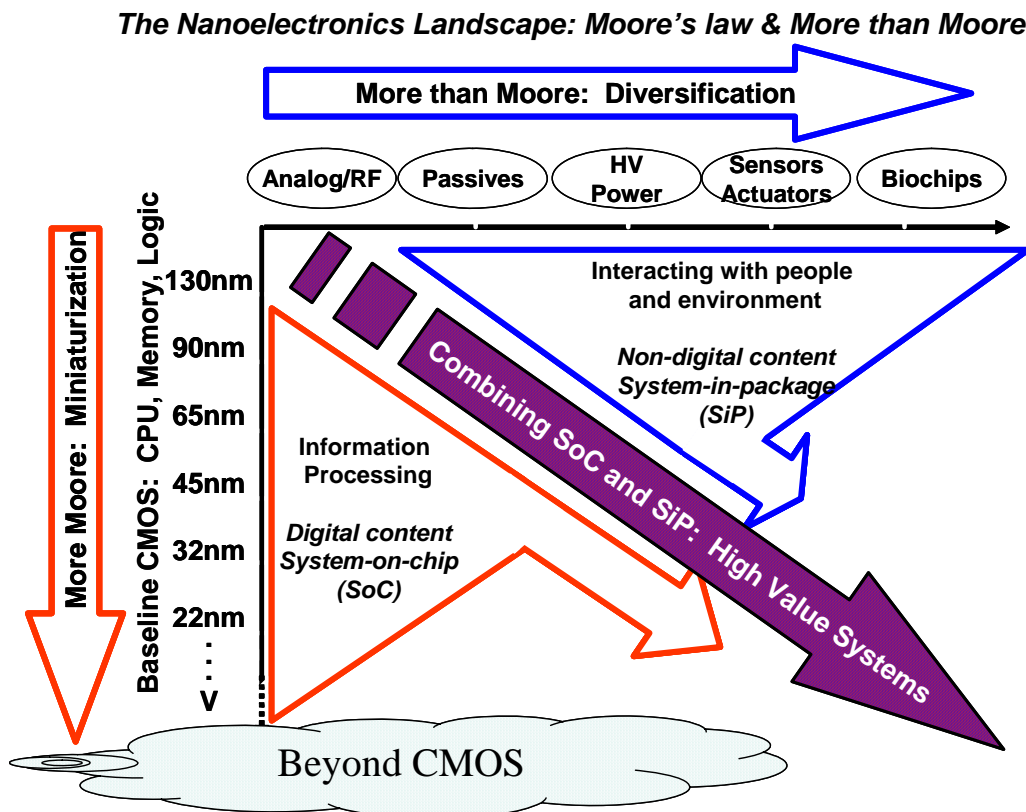 The Nanoelectronics Landscape: Moore's law & More than Moore
More than Moore: Diversification
Analog/RF
Passives
HV
Power
Sensors
Actuators
Biochips
More Moore: Miniaturization
Baseline CMOS: CPU, Memory, Logic
130nm
90nm
65nm
45nm
32nm
22nm
.
.
.
V
Interacting with people
and environment
Non-digital content
System-in-package
(SiP)
Combining SoC and SiP: High Value Systems
Information
Processing
Digital content
System-on-chip
(SoC)
Beyond CMOS